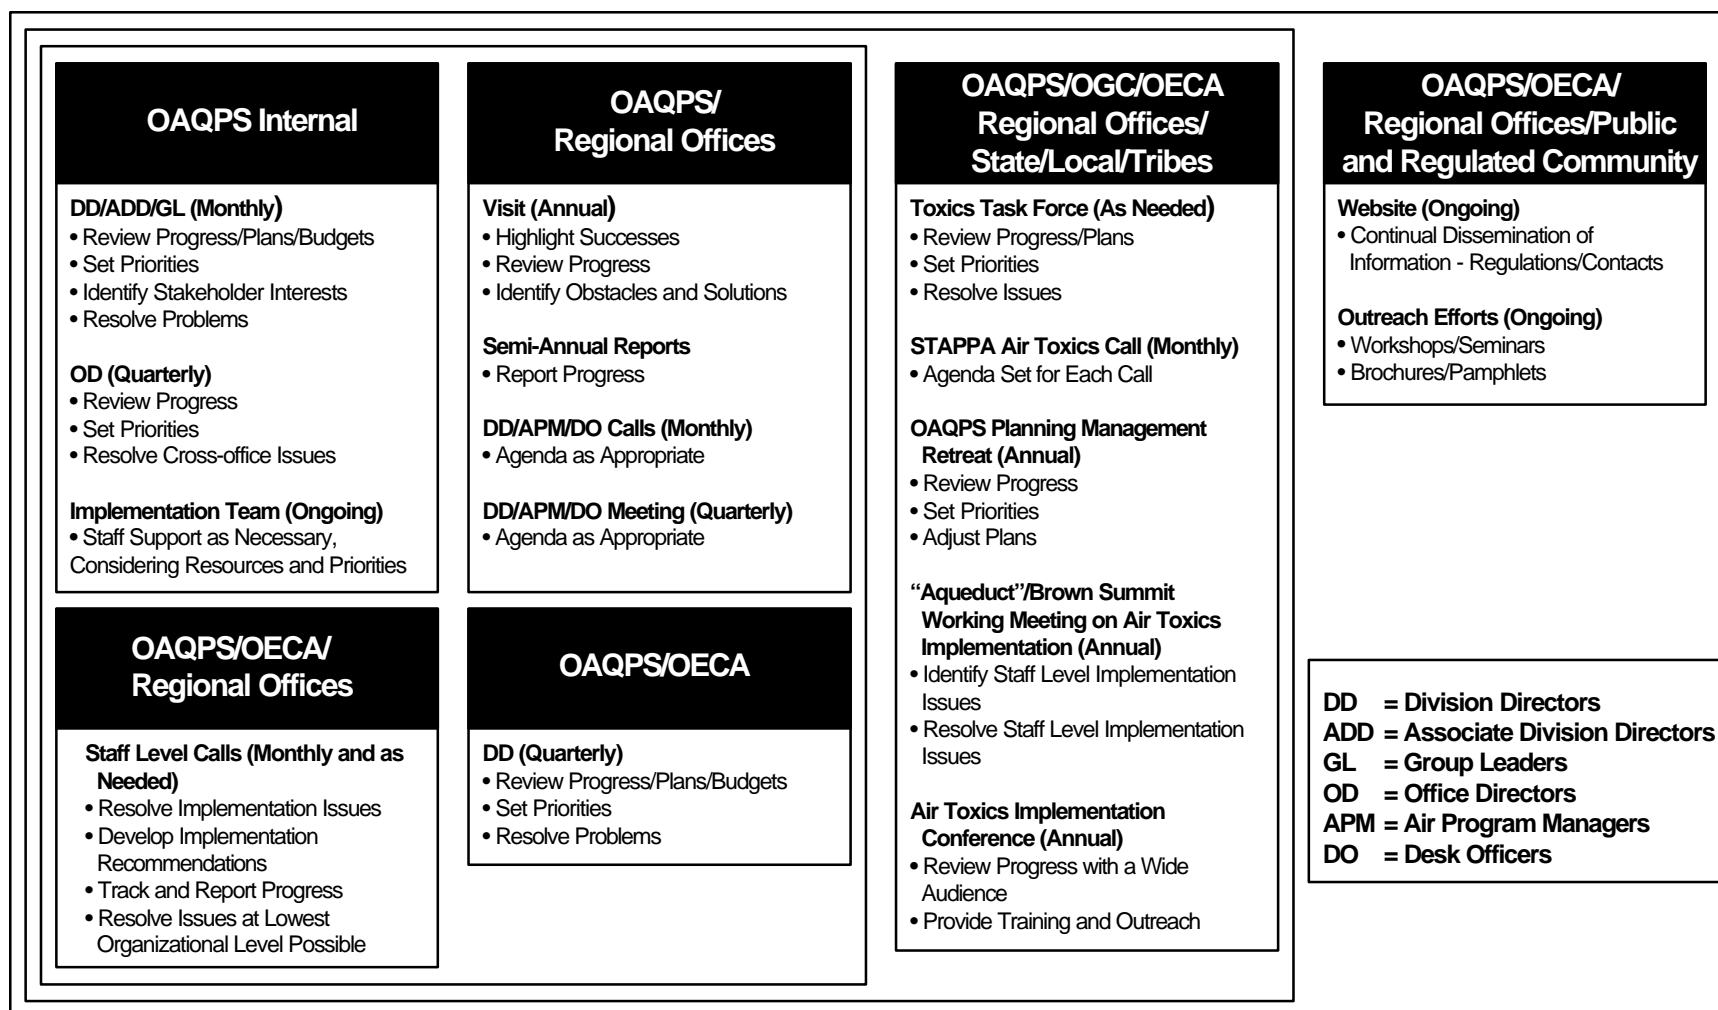 OAQPS Internal
DD/ADD/GL (Monthly)
• Review Progress/Plans/Budgets
• Set Priorities
• Identify Stakeholder Interests
• Resolve Problems
OD (Quarterly)
• Review Progress
• Set Priorities
• Resolve Cross-office Issues
Implementation Team (Ongoing)
• Staff Support as Necessary,
Considering Resources and Priorities
OAQPS/
Regional Offices
Visit (Annual)
• Highlight Successes
• Review Progress
• Identify Obstacles and Solutions
Semi-Annual Reports
• Report Progress
DD/APM/DO Calls (Monthly)
• Agenda as Appropriate
DD/APM/DO Meeting (Quarterly)
• Agenda as Appropriate
OAQPS/OECA/
Regional Offices
Staff Level Calls (Monthly and as
Needed)
• Resolve Implementation Issues
• Develop Implementation
Recommendations
• Track and Report Progress
• Resolve Issues at Lowest
Organizational Level Possible
OAQPS/OECA
DD (Quarterly)
• Review Progress/Plans/Budgets
• Set Priorities
• Resolve Problems
OAQPS/OGC/OECA
Regional Offices/
State/Local/Tribes
Toxics Task Force (As Needed)
• Review Progress/Plans
• Set Priorities
• Resolve Issues
STAPPA Air Toxics Call (Monthly)
• Agenda Set for Each Call
OAQPS Planning Management
Retreat (Annual)
• Review Progress
• Set Priorities
• Adjust Plans
“Aqueduct”/Brown Summit
Working Meeting on Air Toxics
Implementation (Annual)
• Identify Staff Level Implementation
Issues
• Resolve Staff Level Implementation
Issues
Air Toxics Implementation
Conference (Annual)
• Review Progress with a Wide
Audience
• Provide Training and Outreach
OAQPS/OECA/
Regional Offices/Public
and Regulated Community
Website (Ongoing)
• Continual Dissemination of
Information - Regulations/Contacts
Outreach Efforts (Ongoing)
• Workshops/Seminars
• Brochures/Pamphlets
DD = Division Directors
ADD = Associate Division Directors
GL = Group Leaders
OD = Office Directors
APM = Air Program Managers
DO = Desk Officers